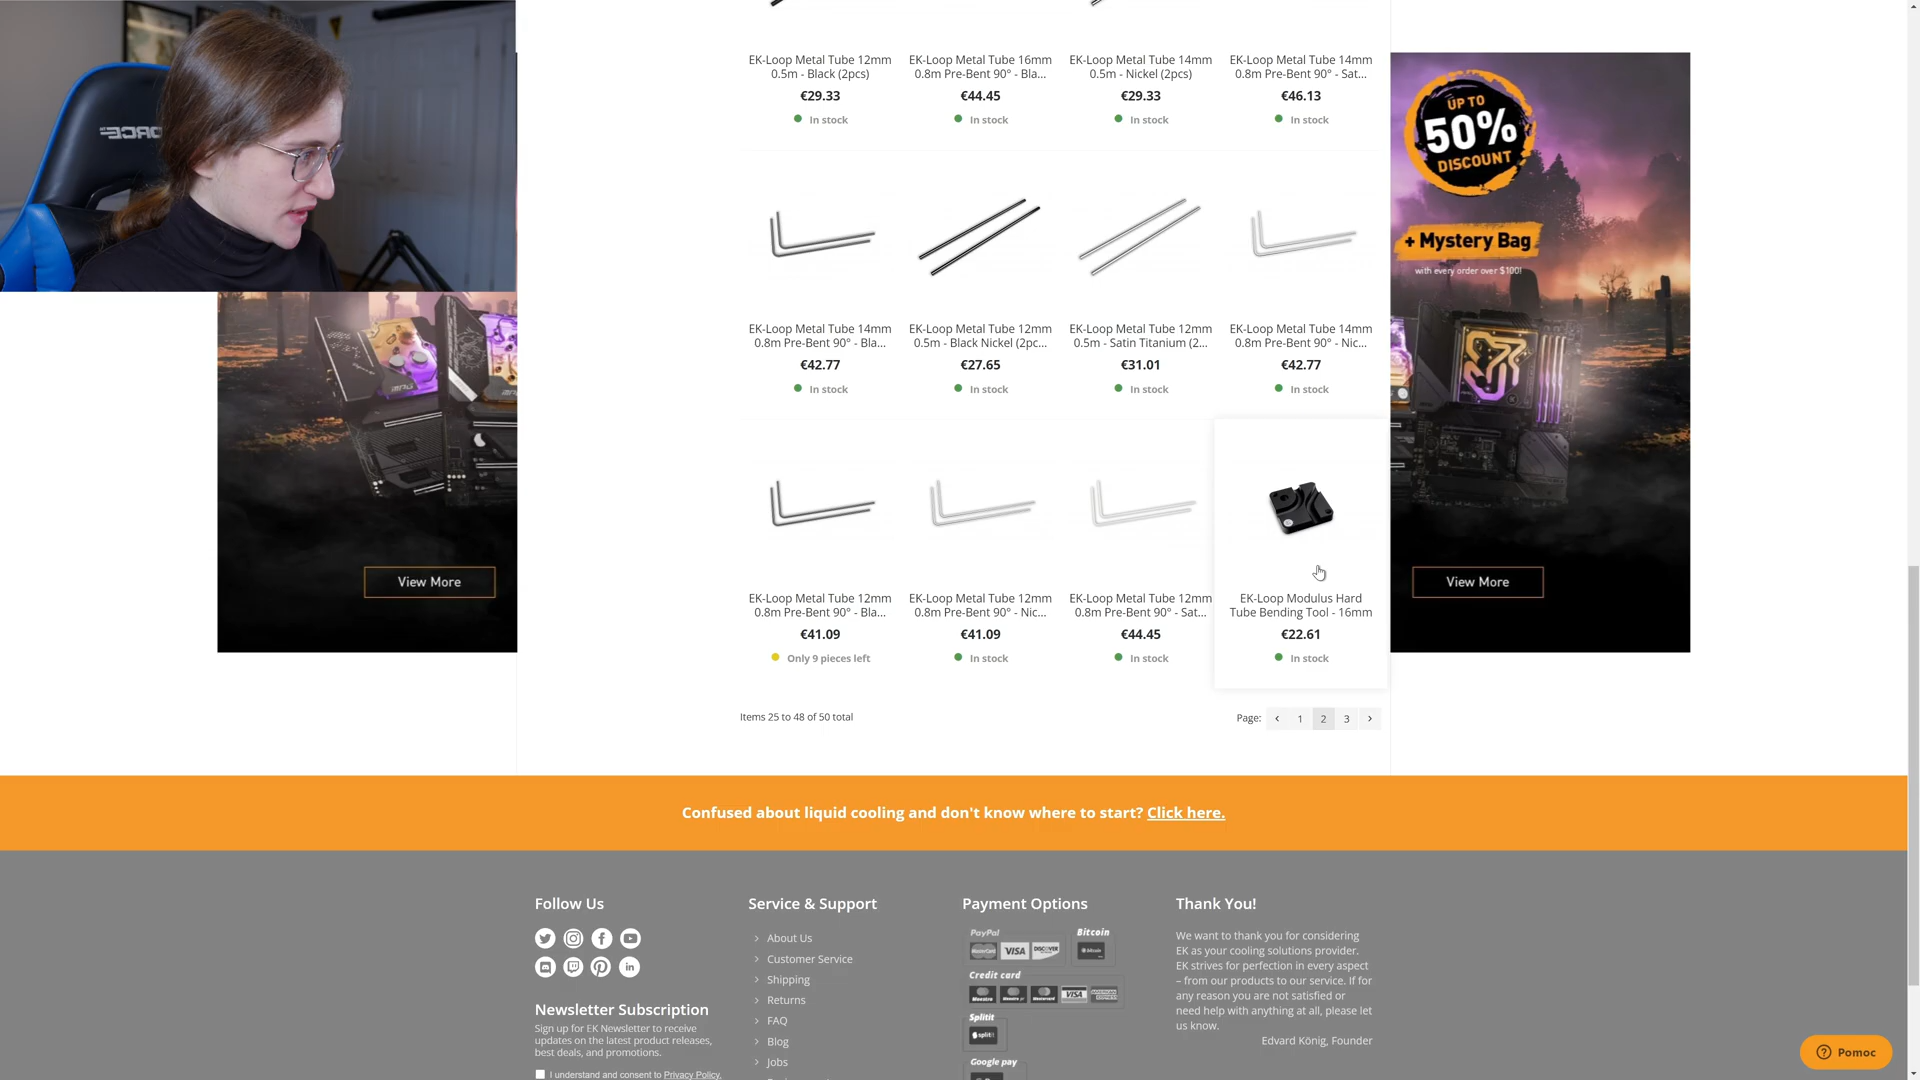 EK-Loop Metal Tube 12mm
0.5m - Black (2pcs)
€29.33
In stock
EK-Loop Metal Tube 16mm
0.8m Pre-Bent 90° - Bla...
€44.45
In stock
EK-Loop Metal Tube 14mm
0.5m - Nickel (2pcs)
€29.33
In stock
EK-Loop Metal Tube 14mm
0.8m Pre-Bent 90° - Sat...
€46.13
In stock
EK-Loop Metal Tube 14mm
0.8m Pre-Bent 90° - Bla...
€42.77
In stock
EK-Loop Metal Tube 12mm
0.5m - Black Nickel (2pc...
€27.65
In stock
EK-Loop Metal Tube 12mm
0.5m - Satin Titanium (2...
€31.01
In stock
EK-Loop Metal Tube 14mm
0.8m Pre-Bent 90° - Nic...
€42.77
In stock
EK-Loop Metal Tube 12mm
0.8m Pre-Bent 90° - Bla...
€41.09
Only 9 pieces left
EK-Loop Metal Tube 12mm
0.8m Pre-Bent 90° - Nic...
€41.09
In stock
EK-Loop Metal Tube 12mm
0.8m Pre-Bent 90° - Sat...
€44.45
In stock
EK-Loop Modulus Hard
Tube Bending Tool - 16mm
€22.61
In stock
Items 25 to 48 of 50 total
Page: ‹ 1 2 3 ›
View More
UP TO
50%
DISCOUNT
+ Mystery Bag
with every order over $100!
View More
Confused about liquid cooling and don't know where to start? Click here.
Follow Us
Newsletter Subscription
Sign up for EK Newsletter to receive
updates on the latest product releases,
best deals, and promotions.
I understand and consent to Privacy Policy.
Service & Support
About Us
Customer Service
Shipping
Returns
FAQ
Blog
Jobs
Payment Options
PayPal
MasterCard VISA DISCOVER
Bitcoin
Bitcoin
Credit card
Maestro Maestro Mastercard VISA AMERICAN EXPRESS
Splitit
splitit
Google pay
Thank You!
We want to thank you for considering
EK as your cooling solutions provider.
EK strives for perfection in every aspect
– from our products to our service. If for
any reason you are not satisfied or
need help with anything at all, please let
us know.
Edvard König, Founder
Pomoc